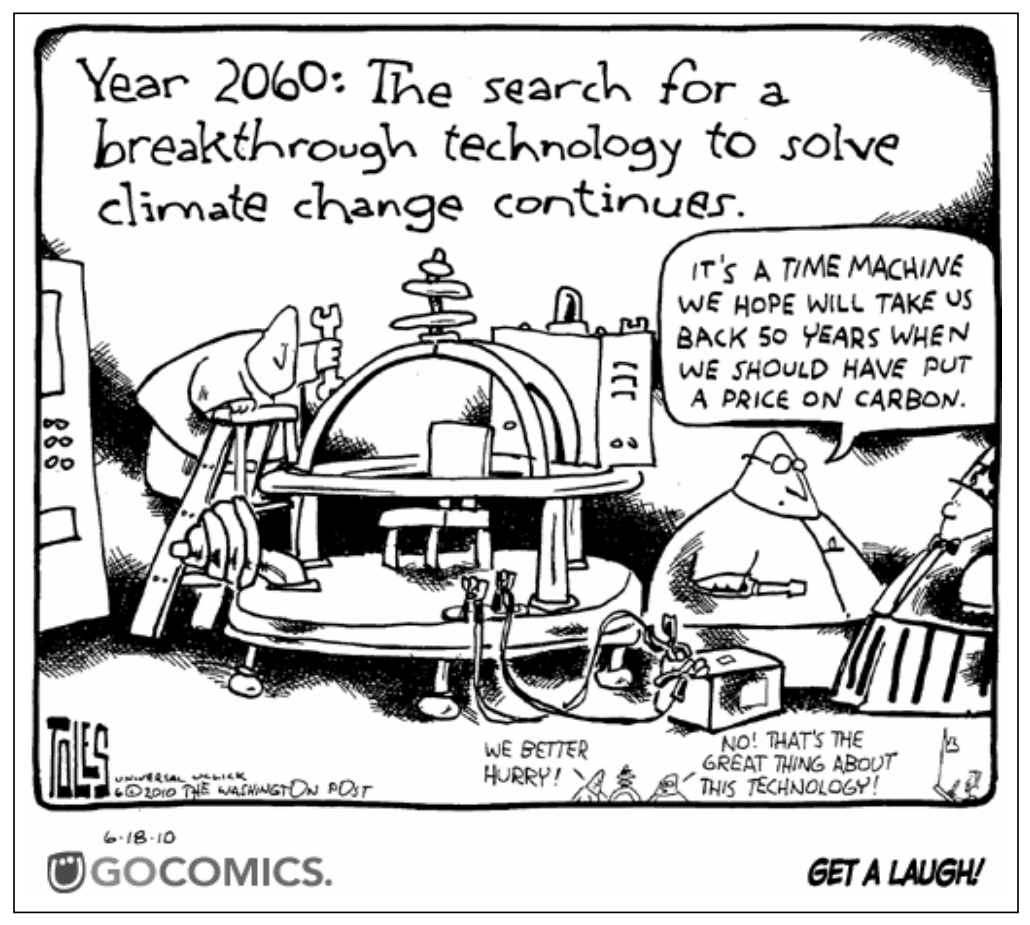 Year 2060: The search for a
breakthrough technology to solve
climate change continues.
IT'S A TIME MACHINE
WE HOPE WILL TAKE US
BACK 50 YEARS WHEN
WE SHOULD HAVE PUT
A PRICE ON CARBON.
TOLES
UNIVERSAL UCLICK
©2010 THE WASHINGTON POST
WE BETTER
HURRY!
NO! THAT'S THE
GREAT THING ABOUT
THIS TECHNOLOGY!
6-18-10
GOCOMICS.
GET A LAUGH!